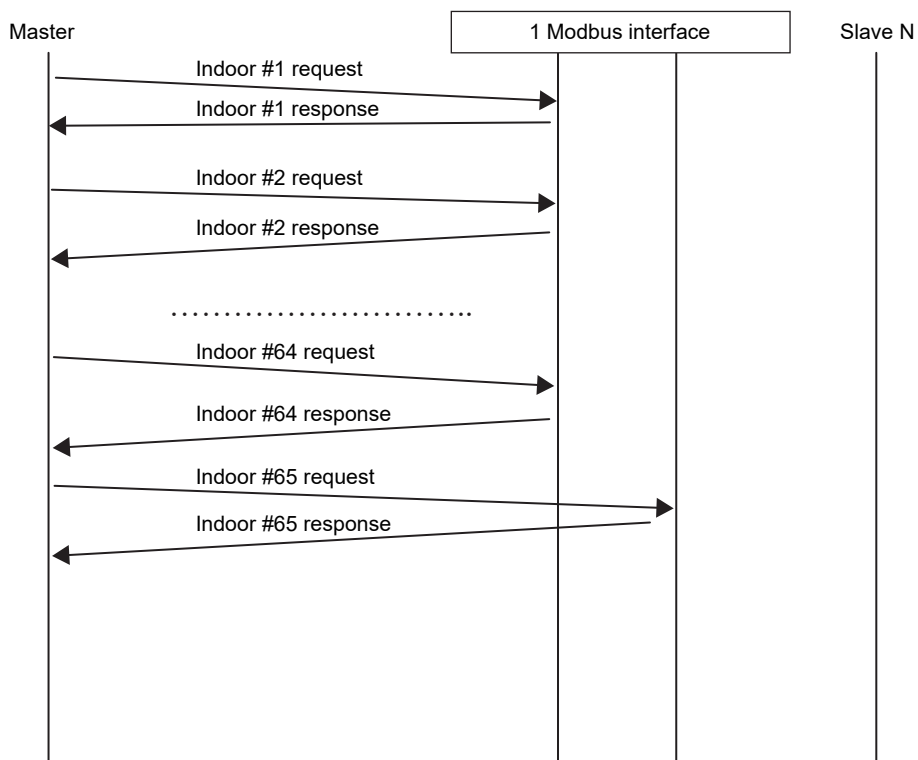 Master
1 Modbus interface
Slave N
Indoor #1 request
Indoor #1 response
Indoor #2 request
Indoor #2 response
..............................
Indoor #64 request
Indoor #64 response
Indoor #65 request
Indoor #65 response